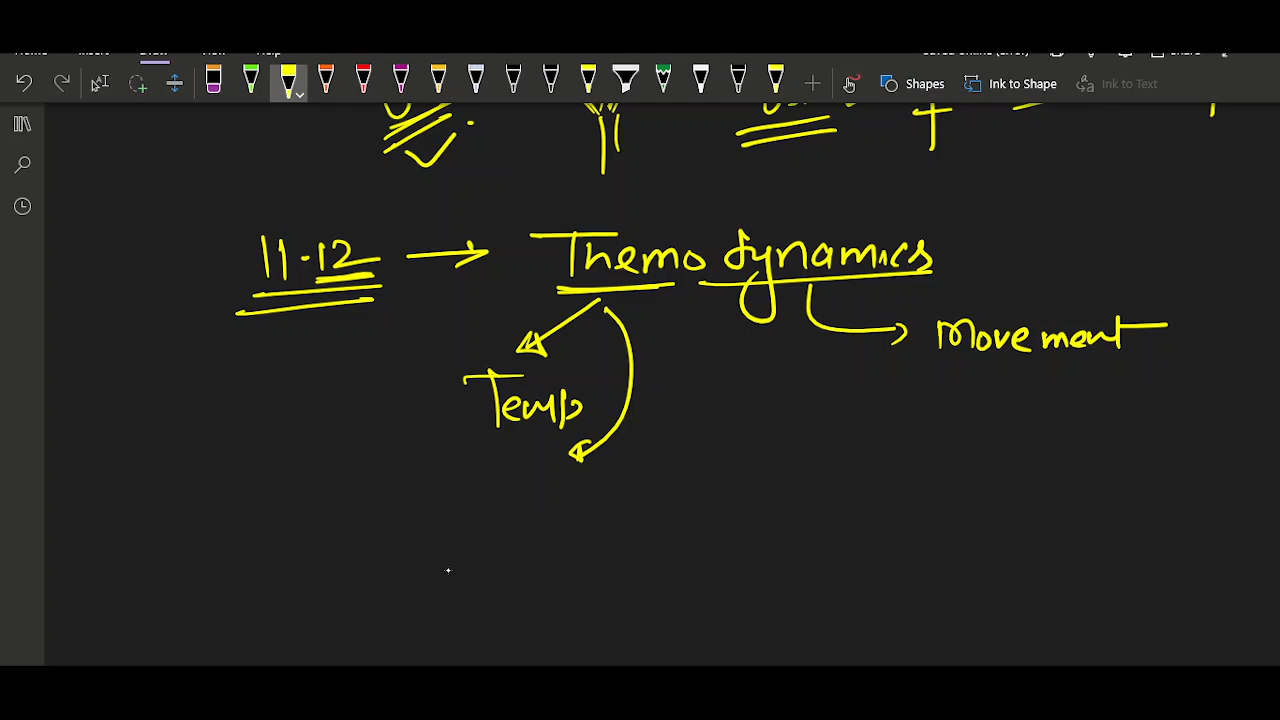 Shapes Ink to Shape Ink to Text
11.12 → Themo dynamics
Movement
Temp